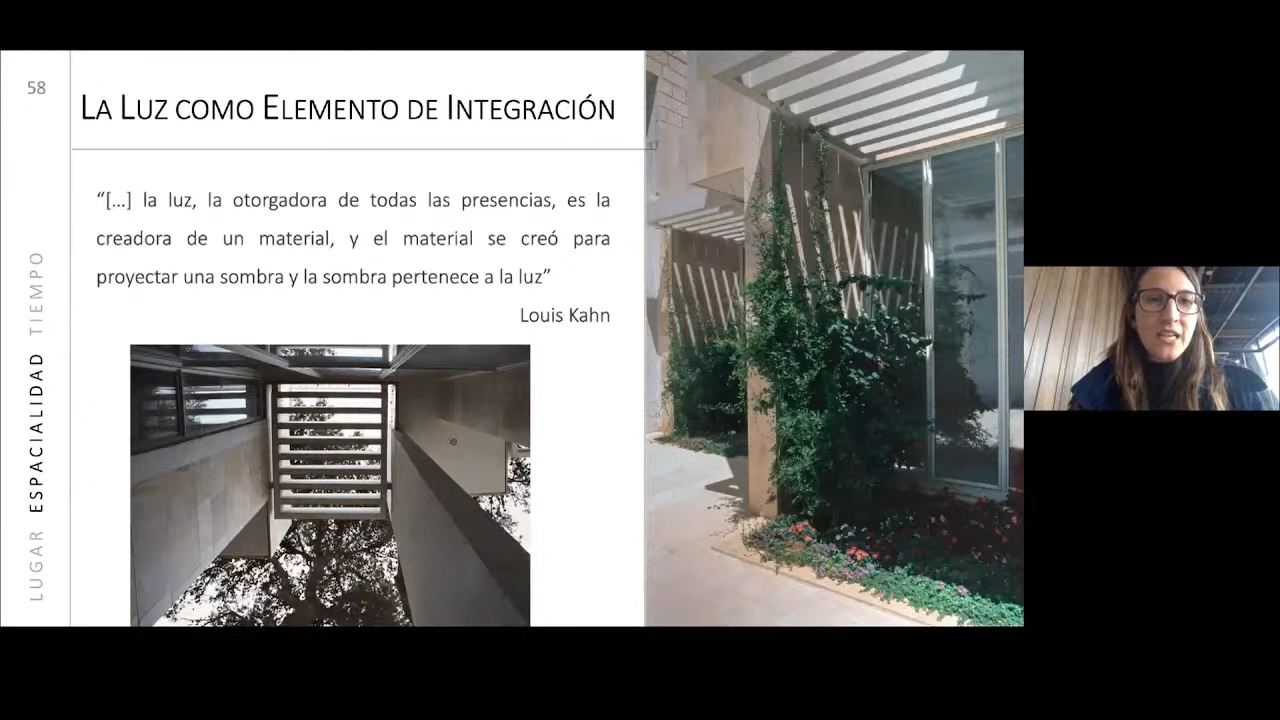 58
LA LUZ COMO ELEMENTO DE INTEGRACIÓN
“[…] la luz, la otorgadora de todas las presencias, es la
creadora de un material, y el material se creó para
proyectar una sombra y la sombra pertenece a la luz”
Louis Kahn
LUGAR ESPACIALIDAD TIEMPO